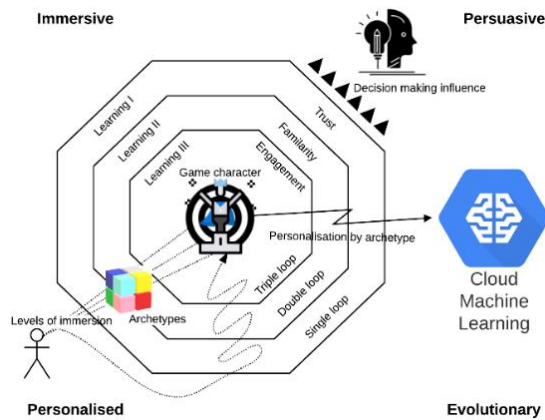 Immersive
Persuasive
Decision making influence
Learning I
Trust
Learning II
Familarity
Learning III
Engagement
Game character
Personalisation by archetype
Cloud
Machine
Learning
Triple loop
Double loop
Single loop
Levels of immersion
Archetypes
Personalised
Evolutionary